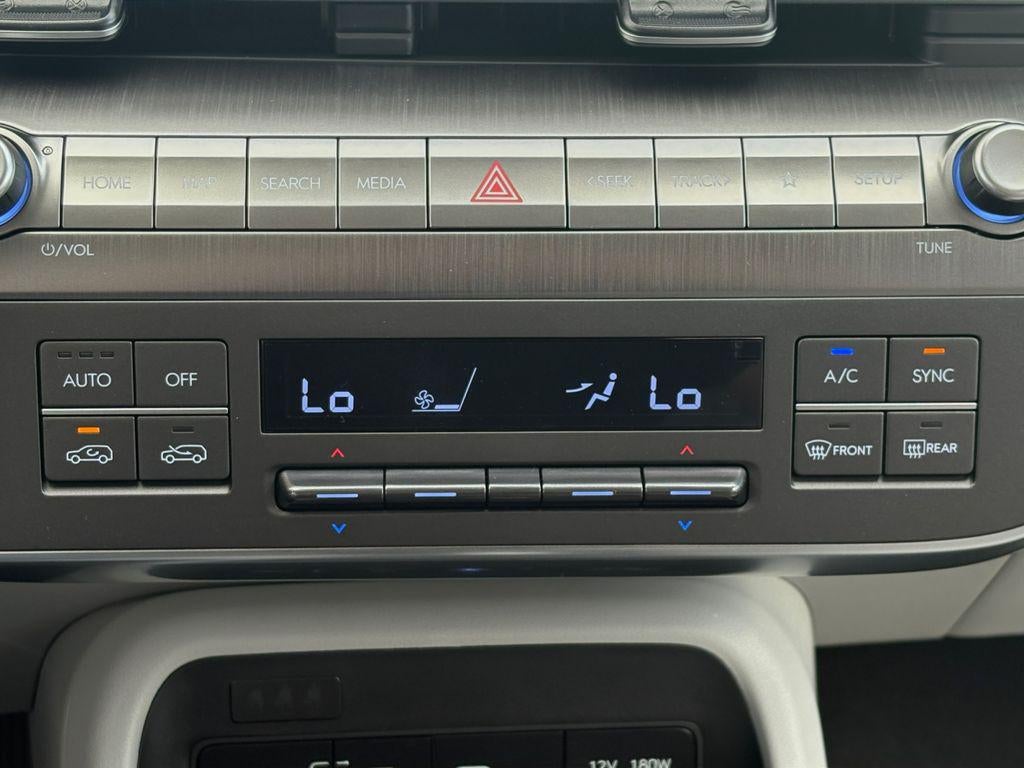 HOME MAP SEARCH MEDIA <SEEK TRACK> SETUP
/VOL TUNE
AUTO OFF Lo Lo A/C SYNC
FRONT REAR
12V 180W